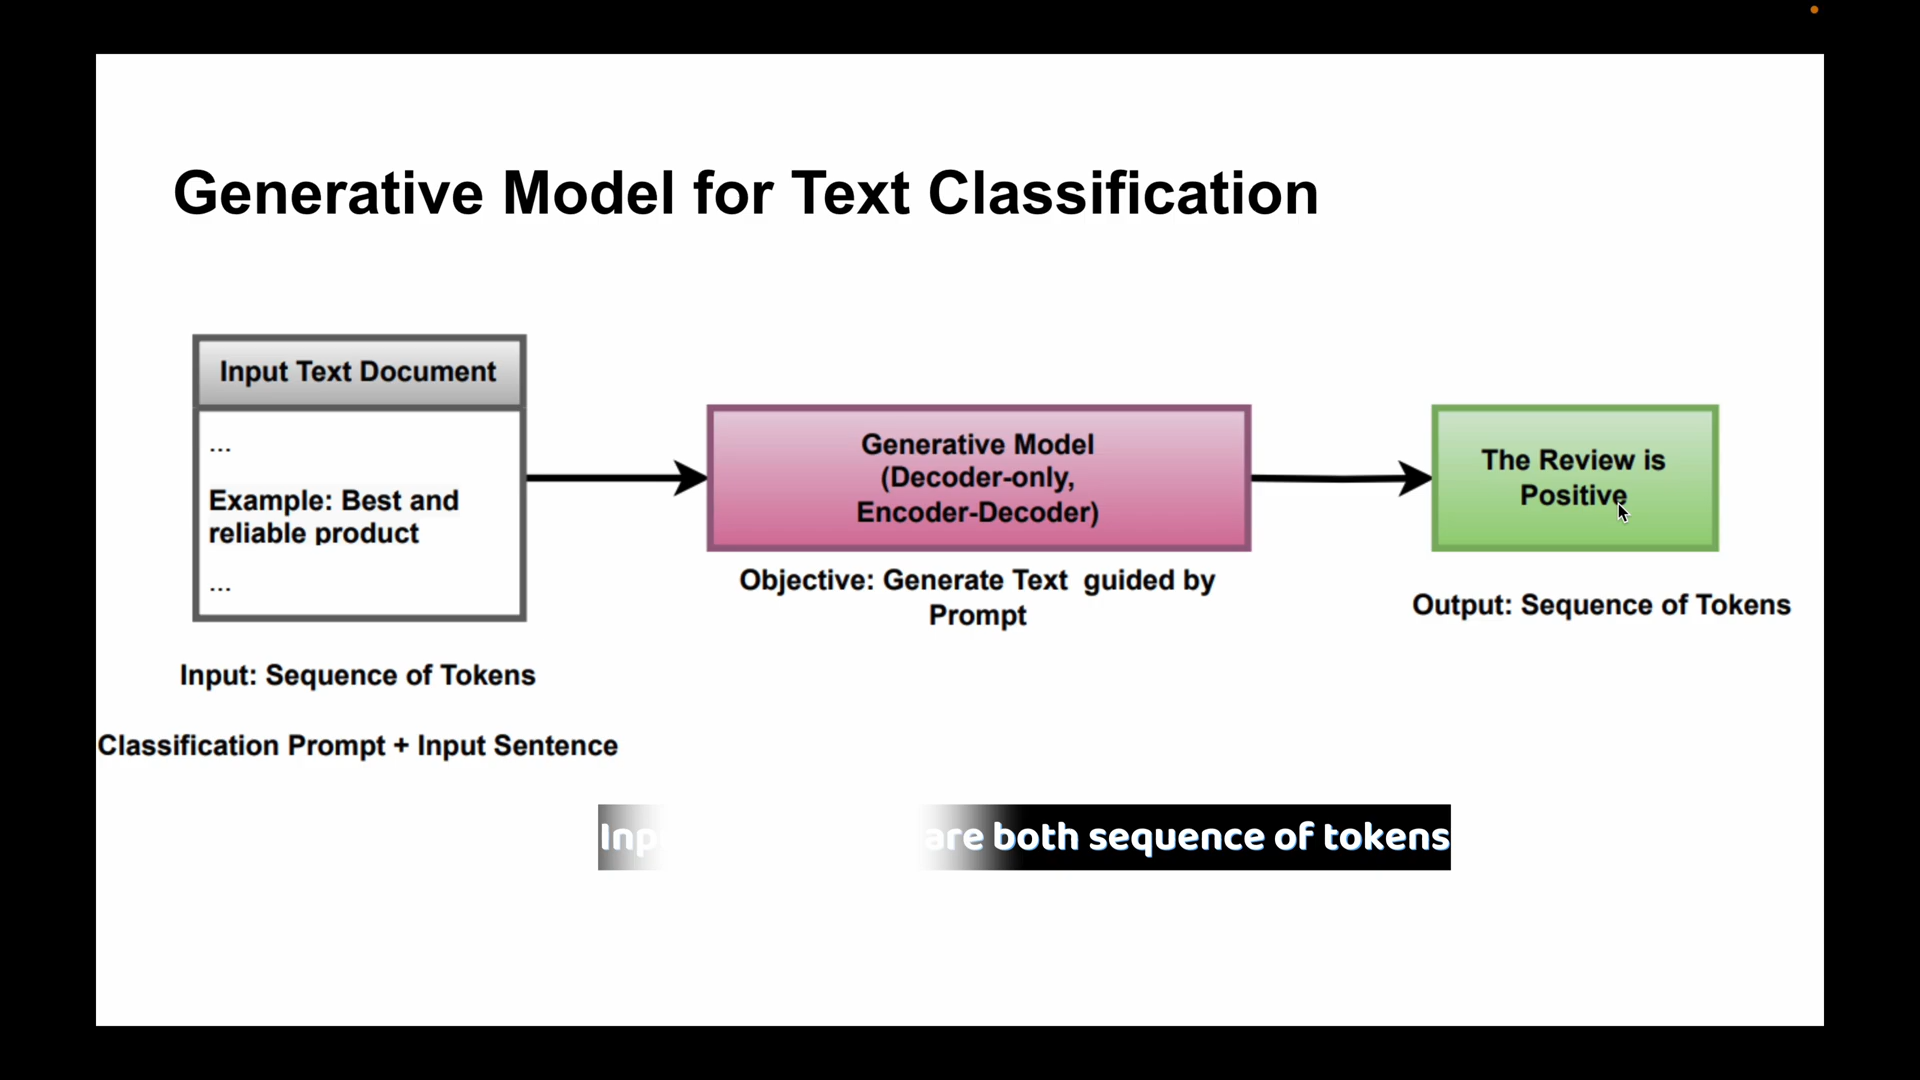 Generative Model for Text Classification
Input Text Document
...
Example: Best and
reliable product
...
Input: Sequence of Tokens
Classification Prompt + Input Sentence
Generative Model
(Decoder-only,
Encoder-Decoder)
Objective: Generate Text guided by
Prompt
The Review is
Positive
Output: Sequence of Tokens
are both sequence of tokens